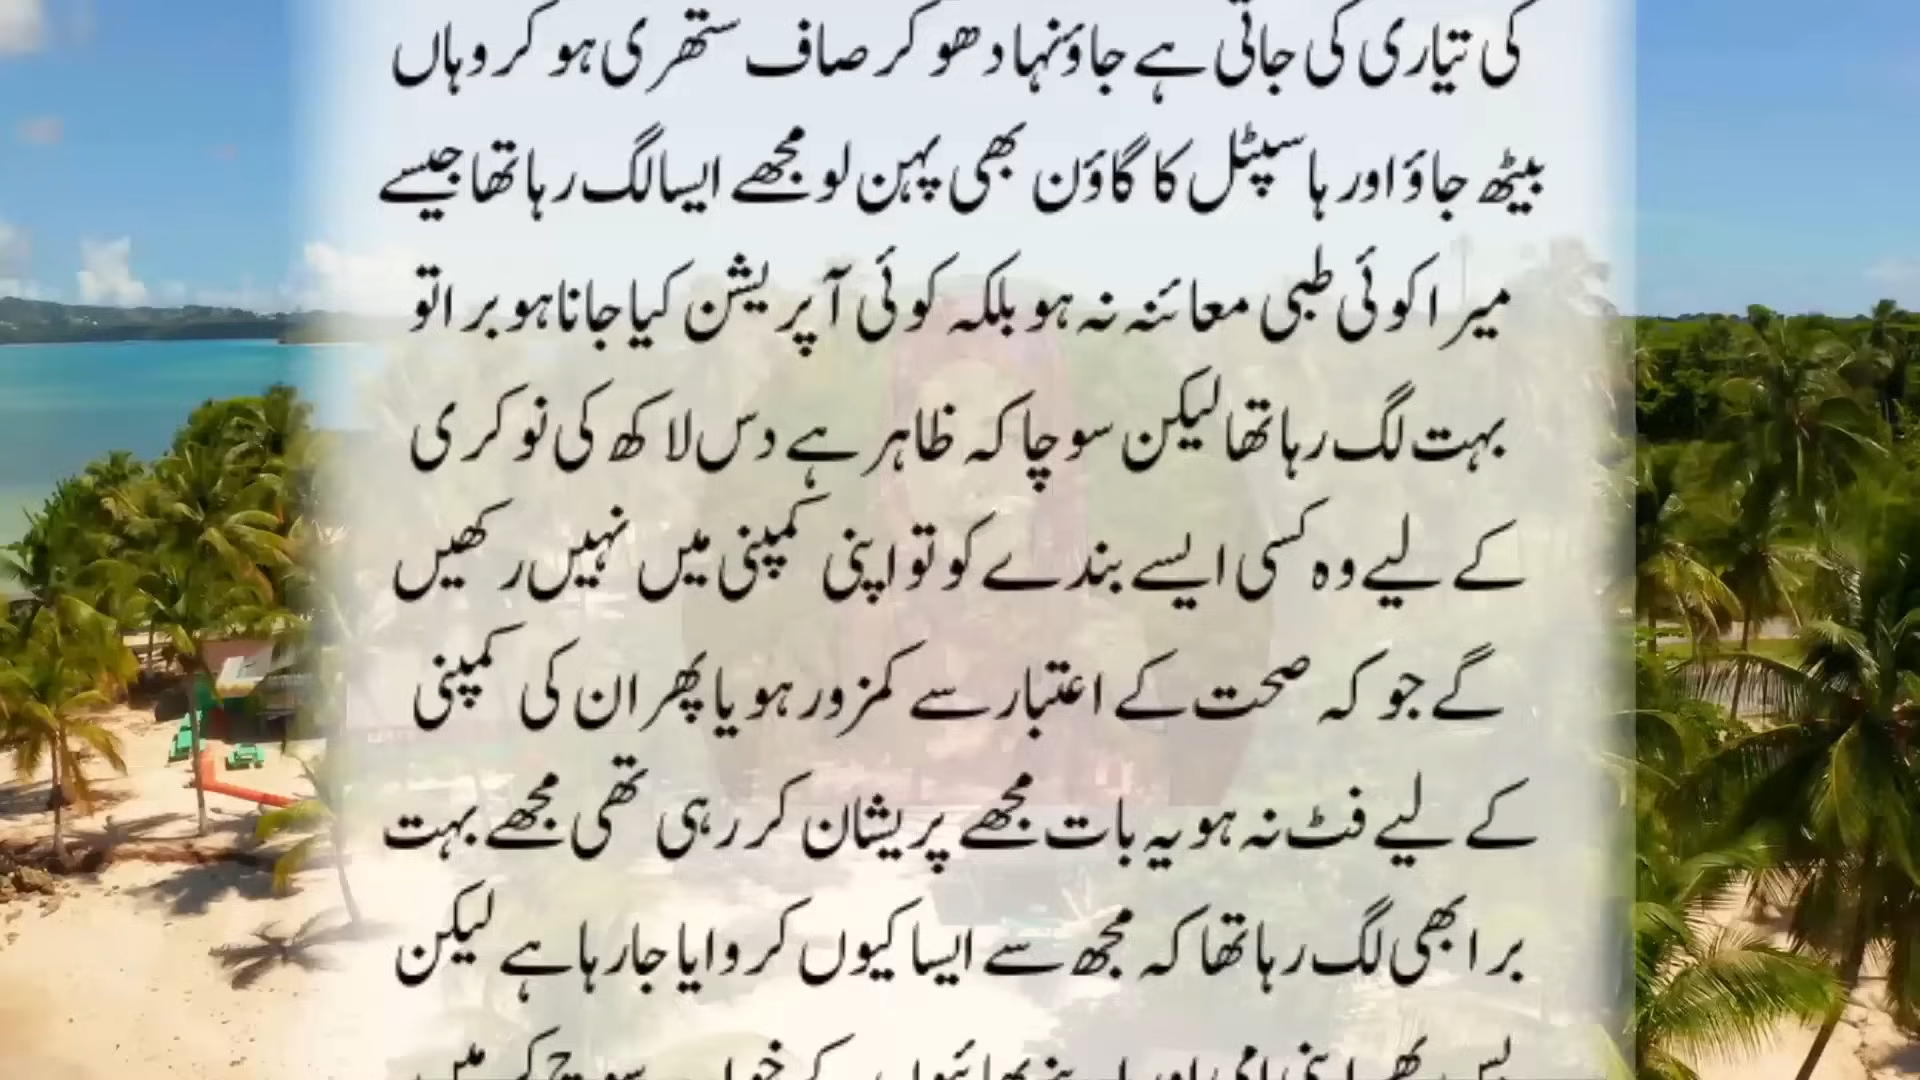 کی تیاری کی جاتی ہے جاؤ نہا دھو کر صاف ستھری ہو کر وہاں
بیٹھ جاؤ اور ہاسپٹل کا گاؤن بھی پہن لو مجھے ایسا لگ رہا تھا جیسے
میرا کوئی طبی معائنہ نہ ہو بلکہ کوئی آپریشن کیا جانا ہو برا تو
بہت لگ رہا تھا لیکن سوچا کہ ظاہر ہے دس لاکھ کی نوکری
کے لیے وہ کسی ایسے بندے کو تو اپنی کمپنی میں نہیں رکھیں
گے جو کہ صحت کے اعتبار سے کمزور ہو یا پھر ان کی کمپنی
کے لیے فٹ نہ ہو یہ بات مجھے پریشان کر رہی تھی مجھے بہت
برا بھی لگ رہا تھا کہ مجھ سے ایسا کیوں کروایا جا رہا ہے لیکن